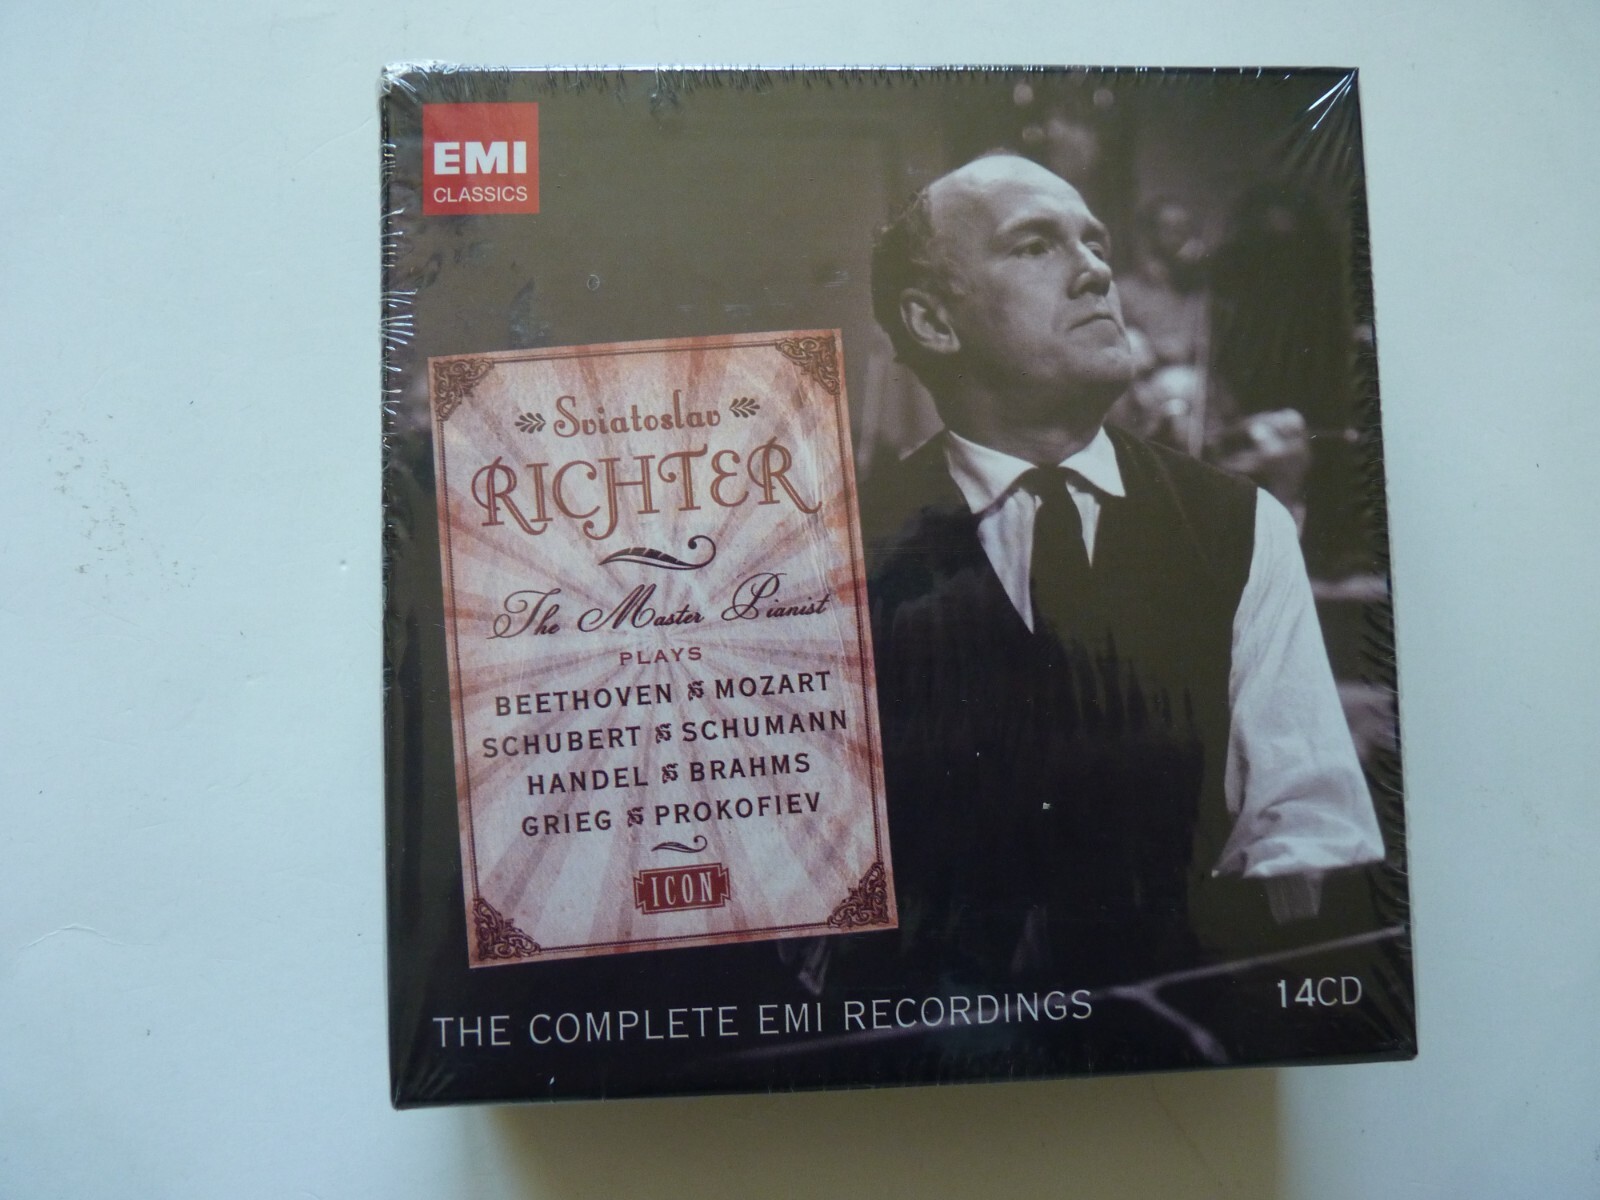 EMI
CLASSICS
Sviatoslav
RICHTER
The Master Pianist
PLAYS
BEETHOVEN & MOZART
SCHUBERT & SCHUMANN
HANDEL & BRAHMS
GRIEG & PROKOFIEV
ICON
THE COMPLETE EMI RECORDINGS
14CD